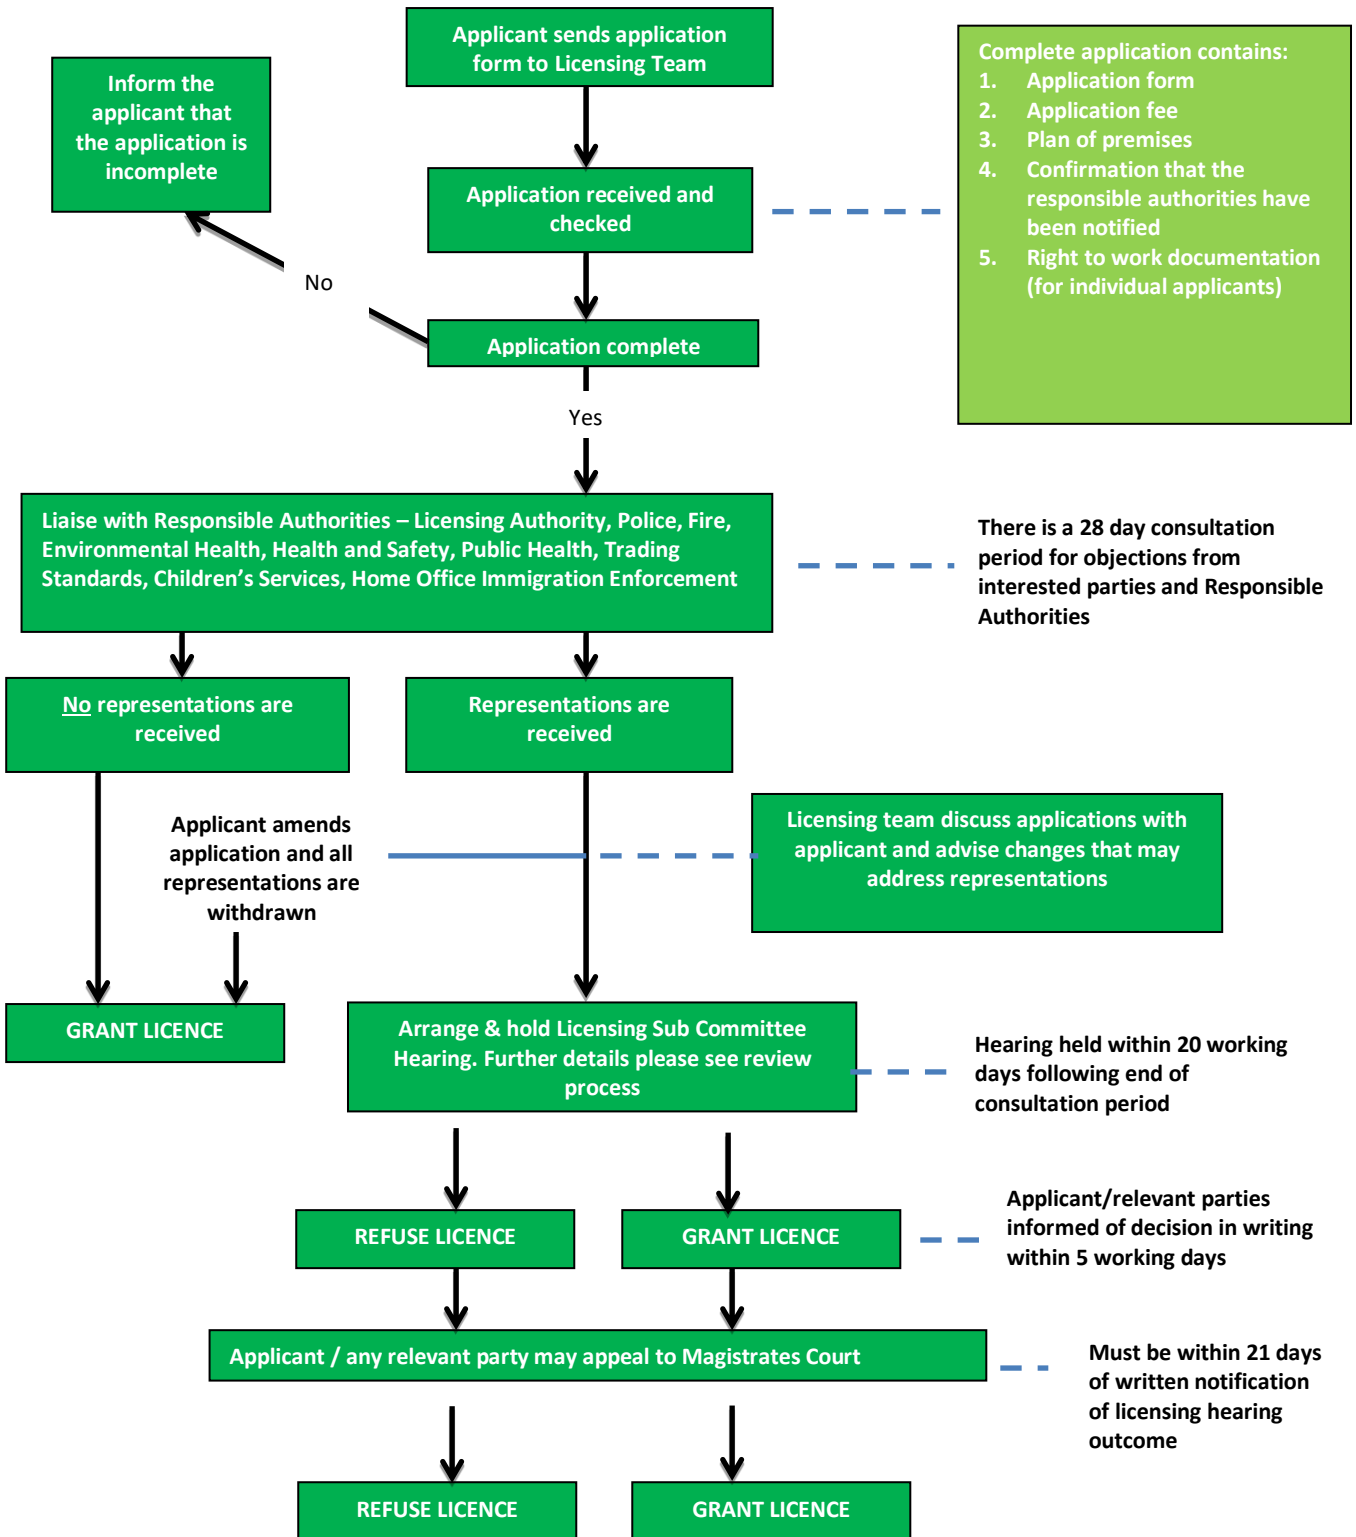 Applicant sends application
form to Licensing Team
Inform the
applicant that
the application is
incomplete
Complete application contains:
1. Application form
2. Application fee
3. Plan of premises
4. Confirmation that the
responsible authorities have
been notified
5. Right to work documentation
(for individual applicants)
Application received and
checked
No
Application complete
Yes
Liaise with Responsible Authorities – Licensing Authority, Police, Fire,
Environmental Health, Health and Safety, Public Health, Trading
Standards, Children’s Services, Home Office Immigration Enforcement
There is a 28 day consultation
period for objections from
interested parties and Responsible
Authorities
No representations are
received
Representations are
received
Applicant amends
application and all
representations are
withdrawn
Licensing team discuss applications with
applicant and advise changes that may
address representations
GRANT LICENCE
Arrange & hold Licensing Sub Committee
Hearing. Further details please see review
process
Hearing held within 20 working
days following end of
consultation period
REFUSE LICENCE
GRANT LICENCE
Applicant/relevant parties
informed of decision in writing
within 5 working days
Applicant / any relevant party may appeal to Magistrates Court
Must be within 21 days
of written notification
of licensing hearing
outcome
REFUSE LICENCE
GRANT LICENCE